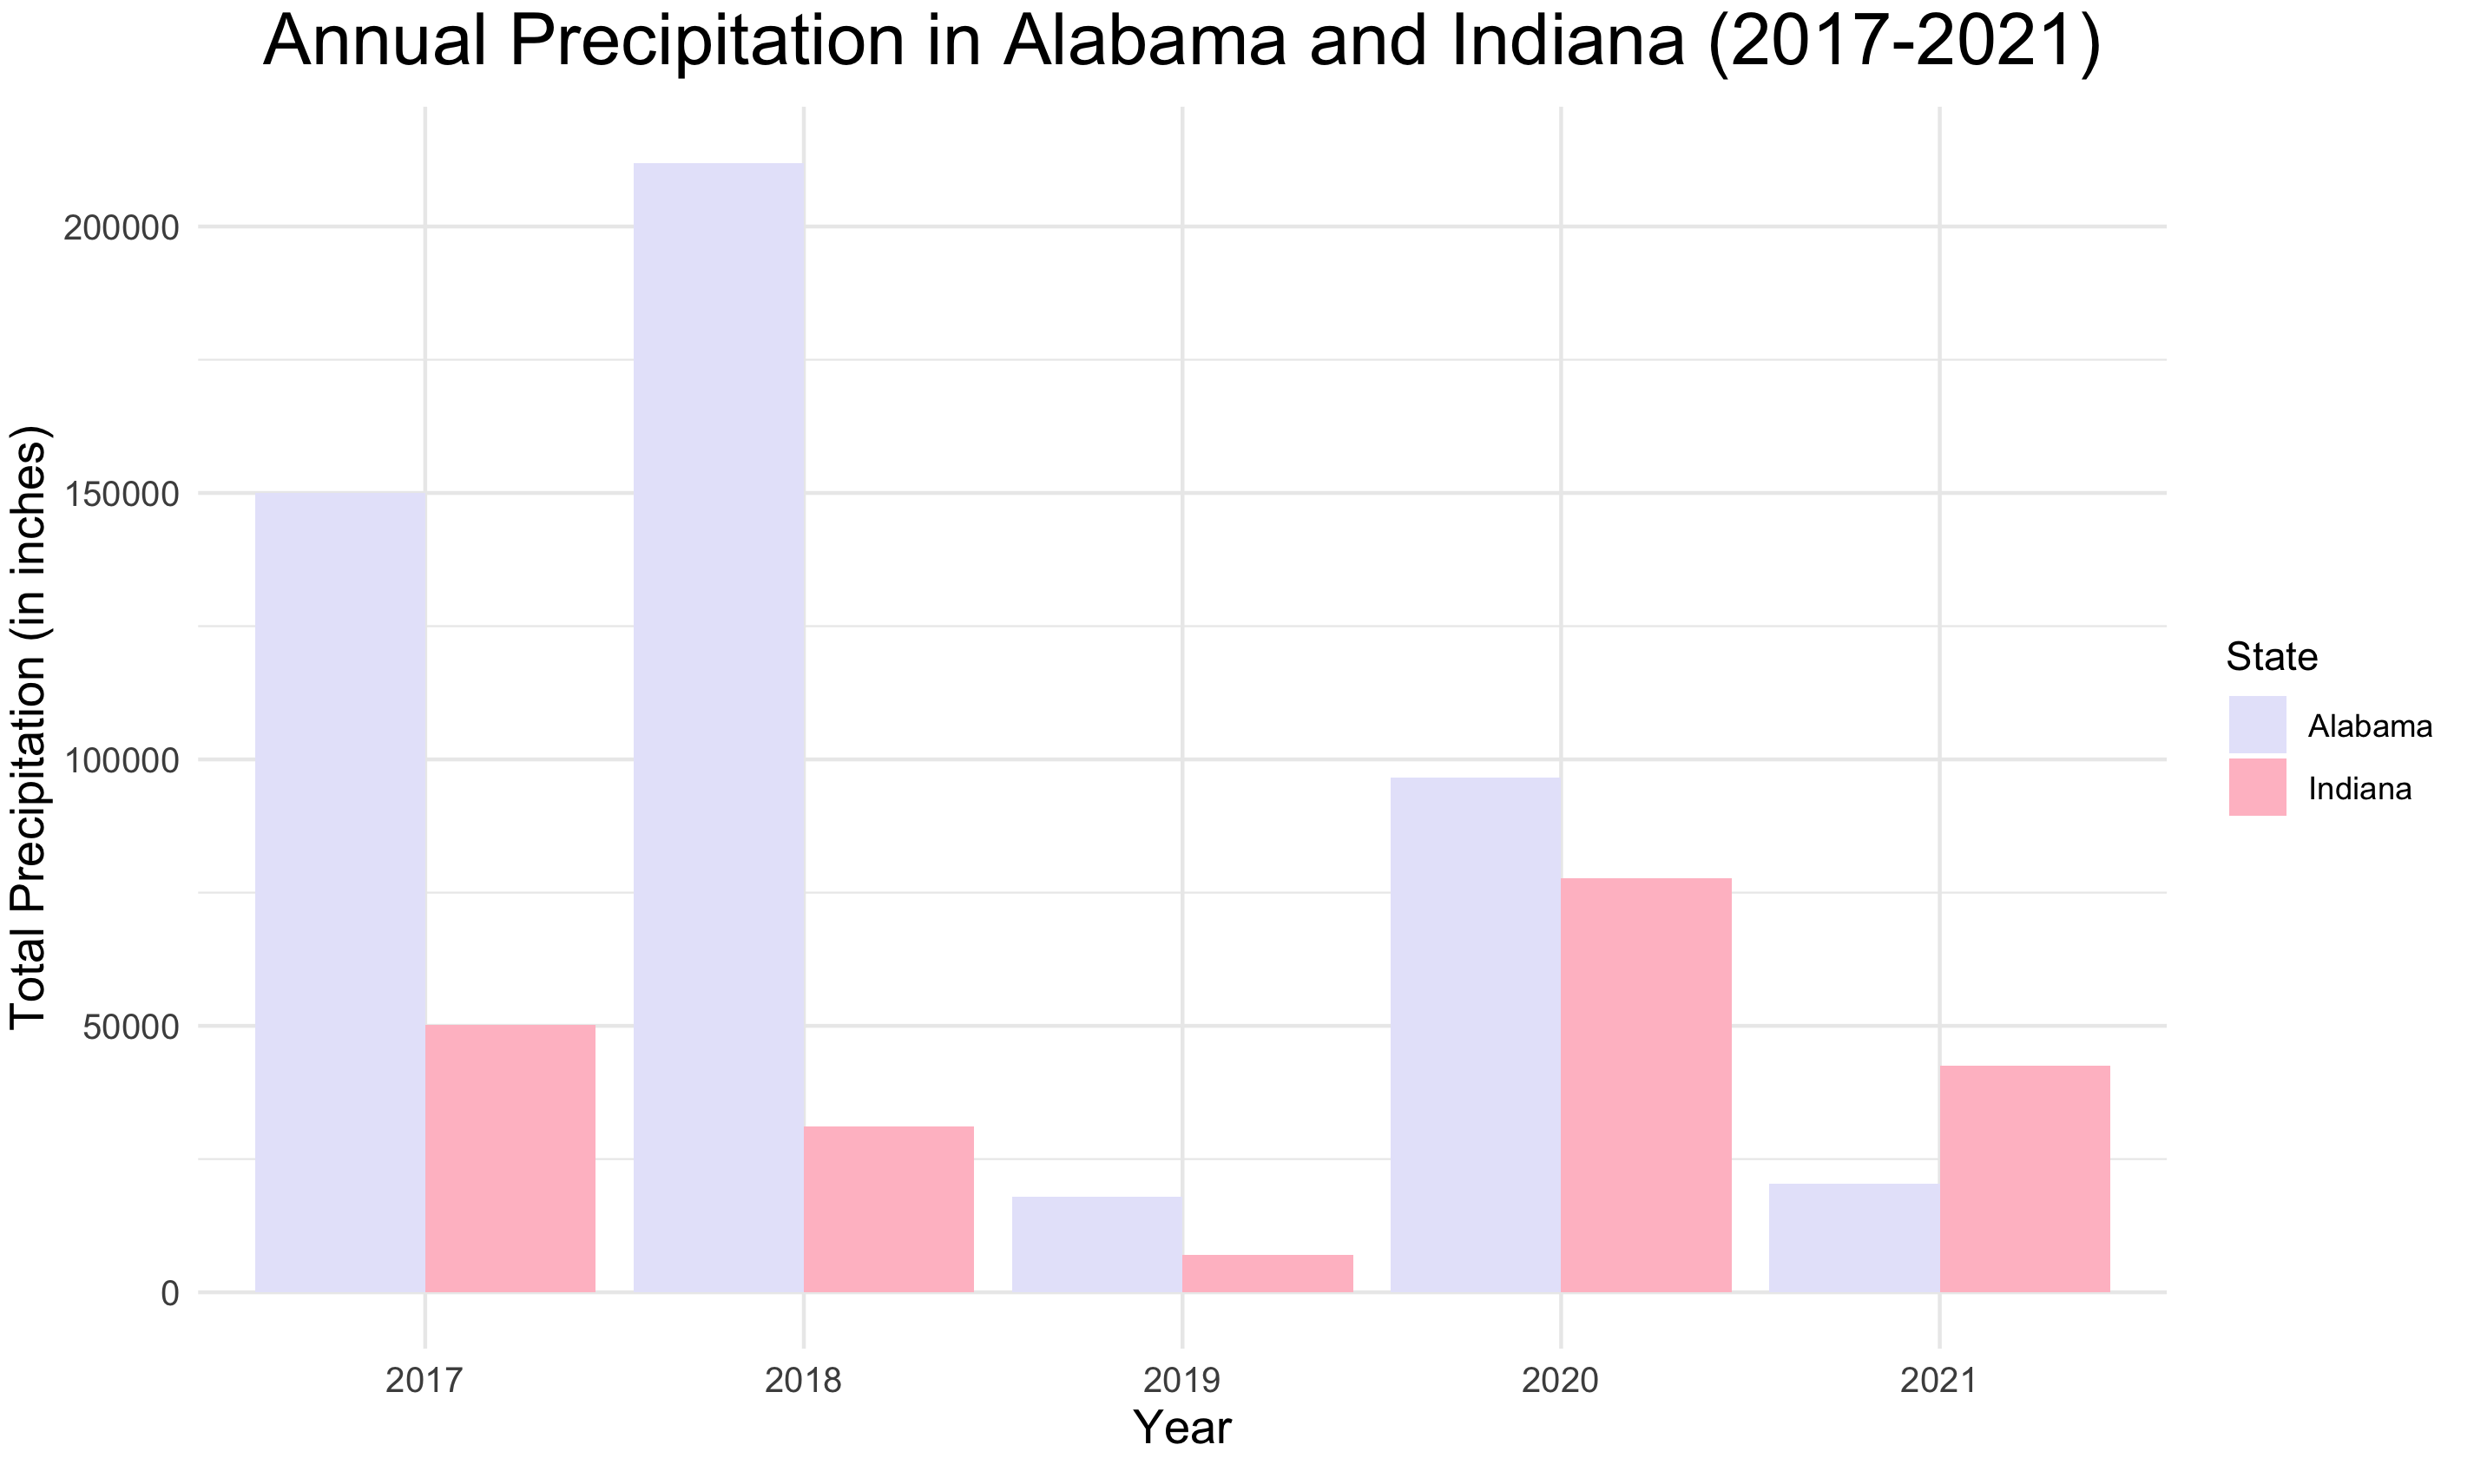 Annual Precipitation in Alabama and Indiana (2017-2021)
Total Precipitation (in inches)
200000
150000
100000
50000
0
2017
2018
2019
2020
2021
Year
State
Alabama
Indiana